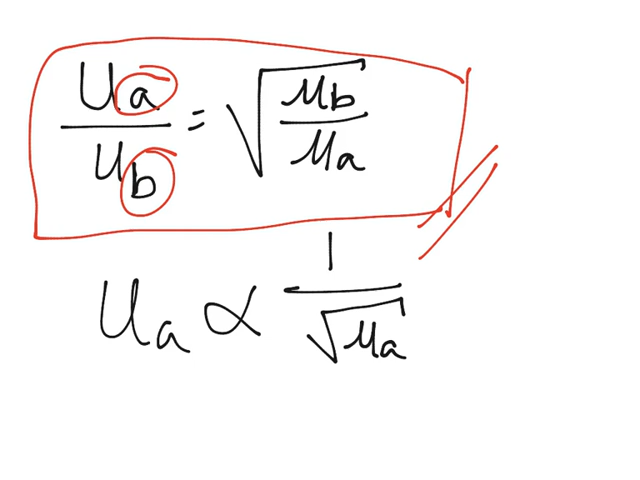 Ua/Ub = √(Mb/Ma)
Ua ∝ 1/√Ma